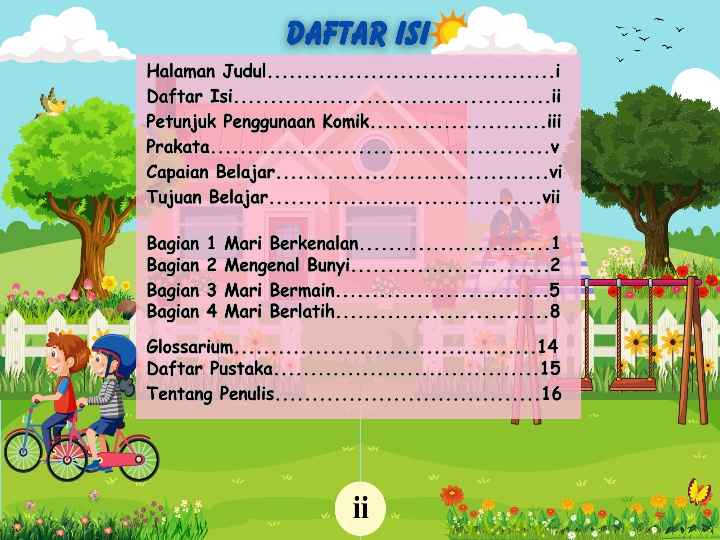 DAFTAR ISI
Halaman Judul.......................................i
Daftar Isi...........................................ii
Petunjuk Penggunaan Komik........................iii
Prakata..............................................v
Capaian Belajar.....................................vi
Tujuan Belajar.....................................vii
Bagian 1 Mari Berkenalan..........................1
Bagian 2 Mengenal Bunyi...........................2
Bagian 3 Mari Bermain.............................5
Bagian 4 Mari Berlatih.............................8
Glossarium.........................................14
Daftar Pustaka....................................15
Tentang Penulis....................................16
ii